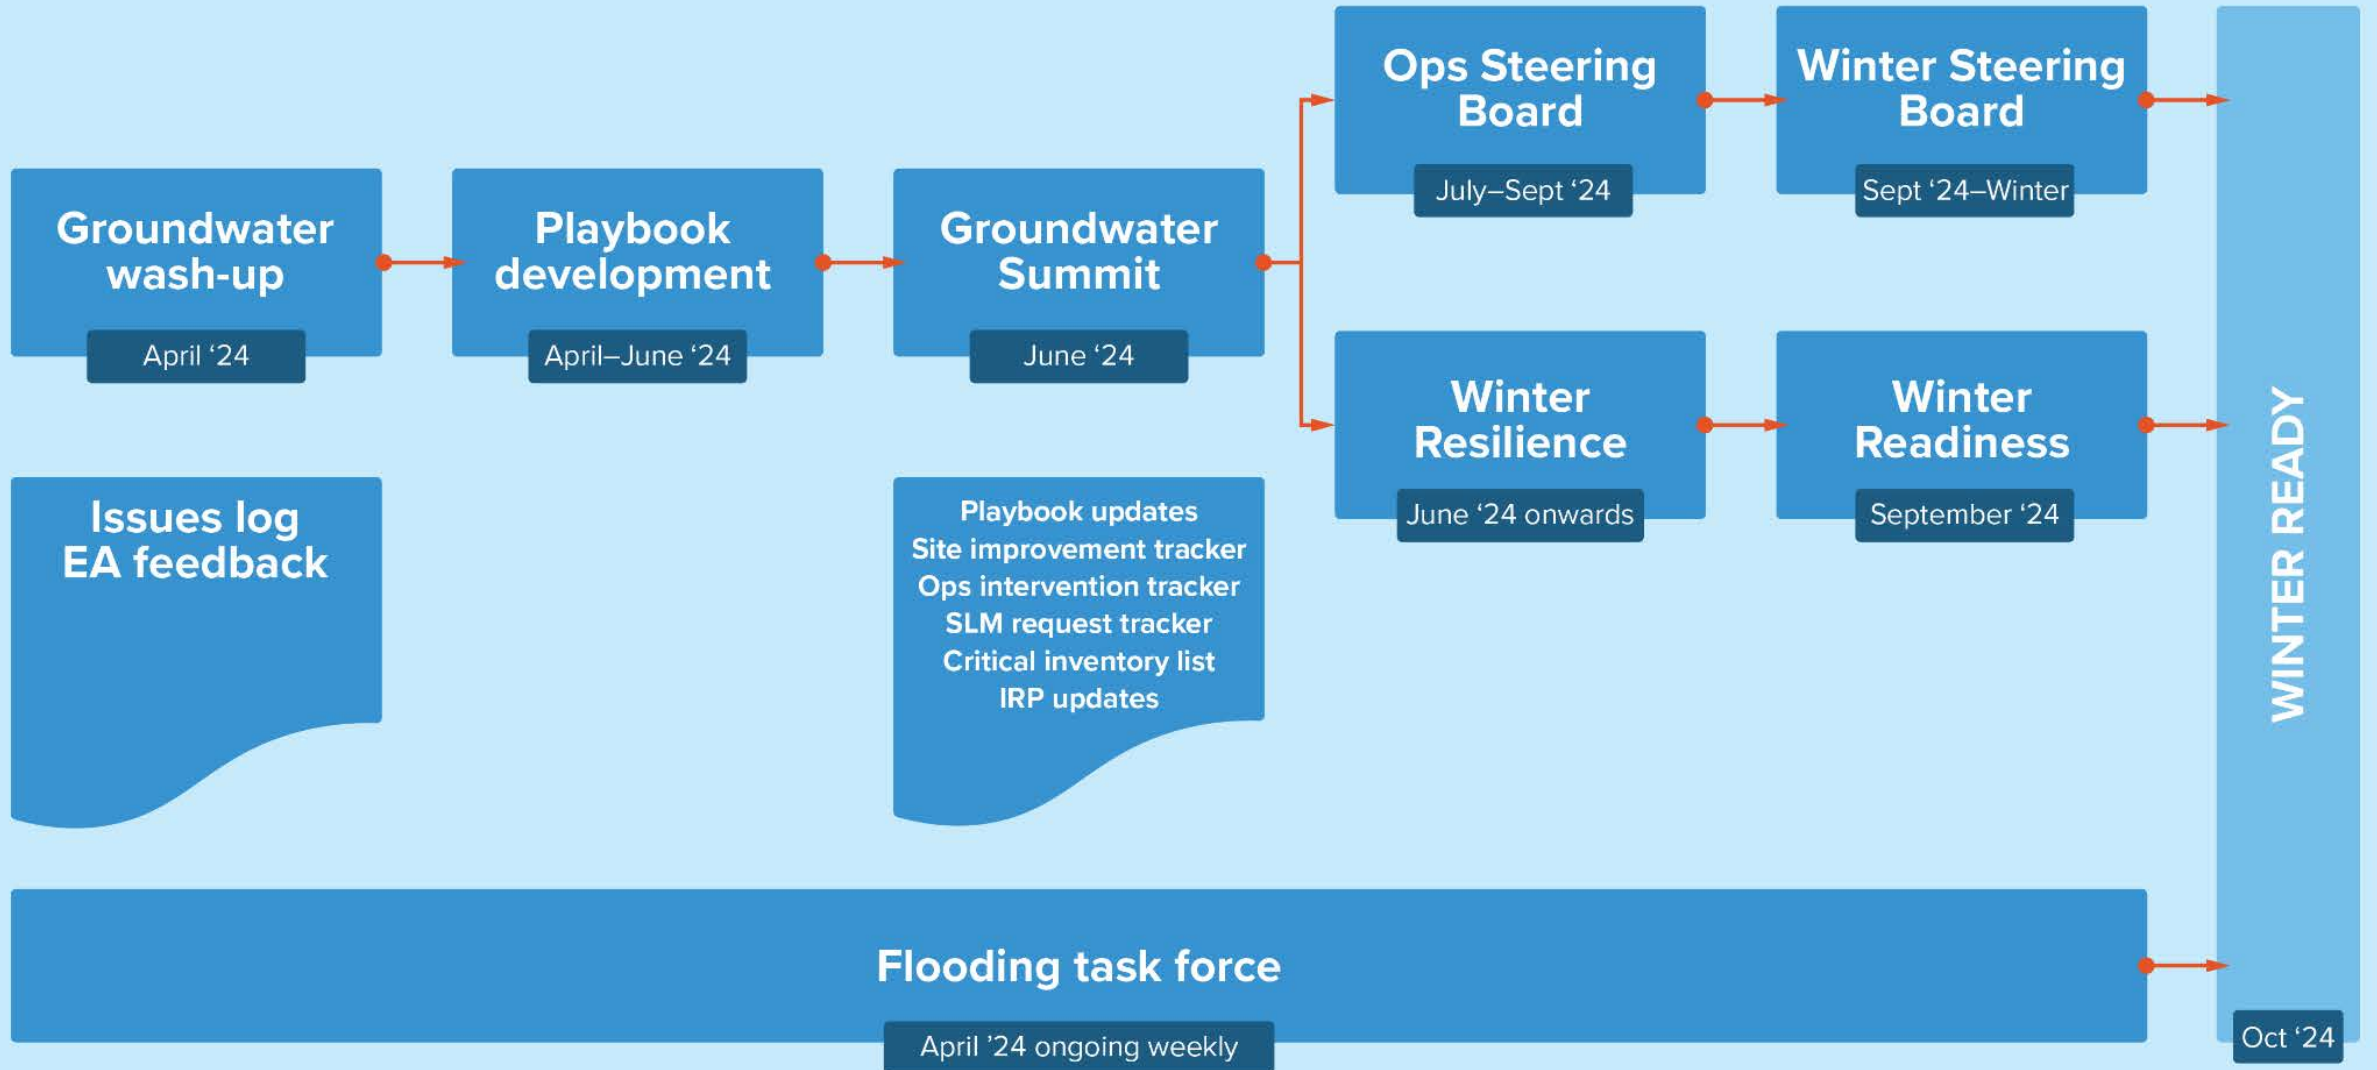 Groundwater
wash-up
April ‘24
Playbook
development
April–June ‘24
Groundwater
Summit
June ‘24
Ops Steering
Board
July–Sept ‘24
Winter Steering
Board
Sept ‘24–Winter
Winter
Resilience
June ‘24 onwards
Winter
Readiness
September ‘24
Issues log
EA feedback
Playbook updates
Site improvement tracker
Ops intervention tracker
SLM request tracker
Critical inventory list
IRP updates
Flooding task force
April ’24 ongoing weekly
WINTER READY
Oct ‘24